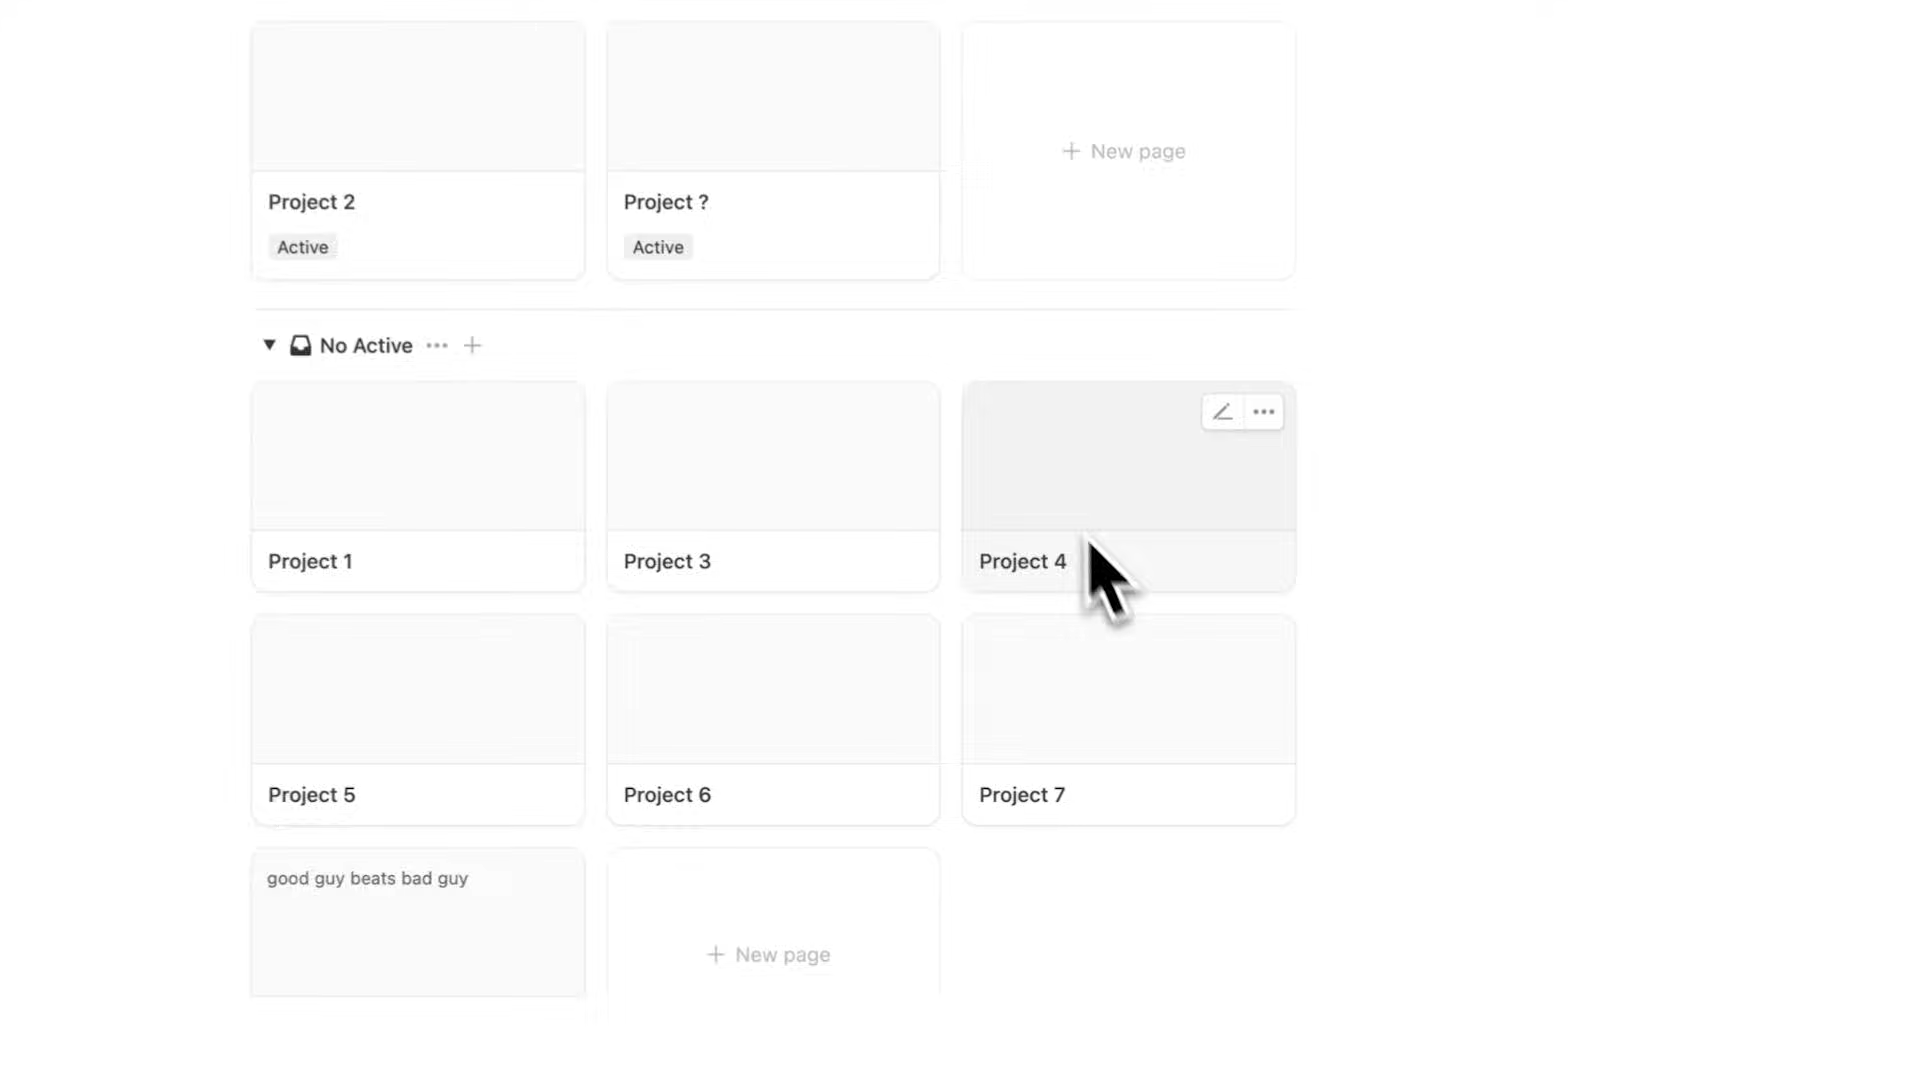 Project 2
Active
Project ?
Active
+ New page
No Active
Project 1
Project 3
Project 4
Project 5
Project 6
Project 7
good guy beats bad guy
+ New page